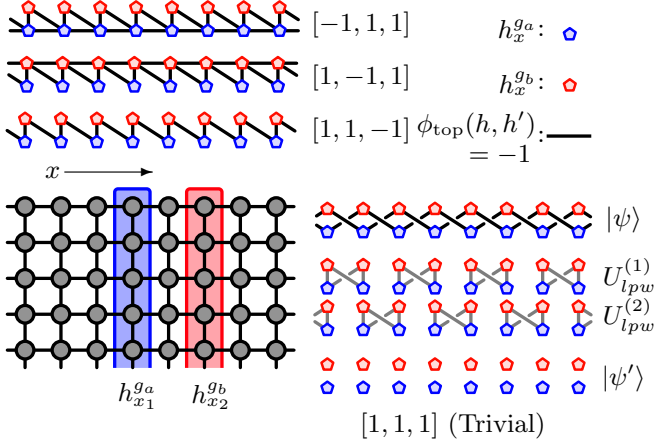 [-1, 1, 1]
h_x^{g_a}:
[1, -1, 1]
h_x^{g_b}:
[1, 1, -1] ϕ_top(h, h′) :
= -1
x
|ψ⟩
U_{lpw}^{(1)}
U_{lpw}^{(2)}
|ψ′⟩
h_{x_1}^{g_a} h_{x_2}^{g_b}
[1, 1, 1] (Trivial)